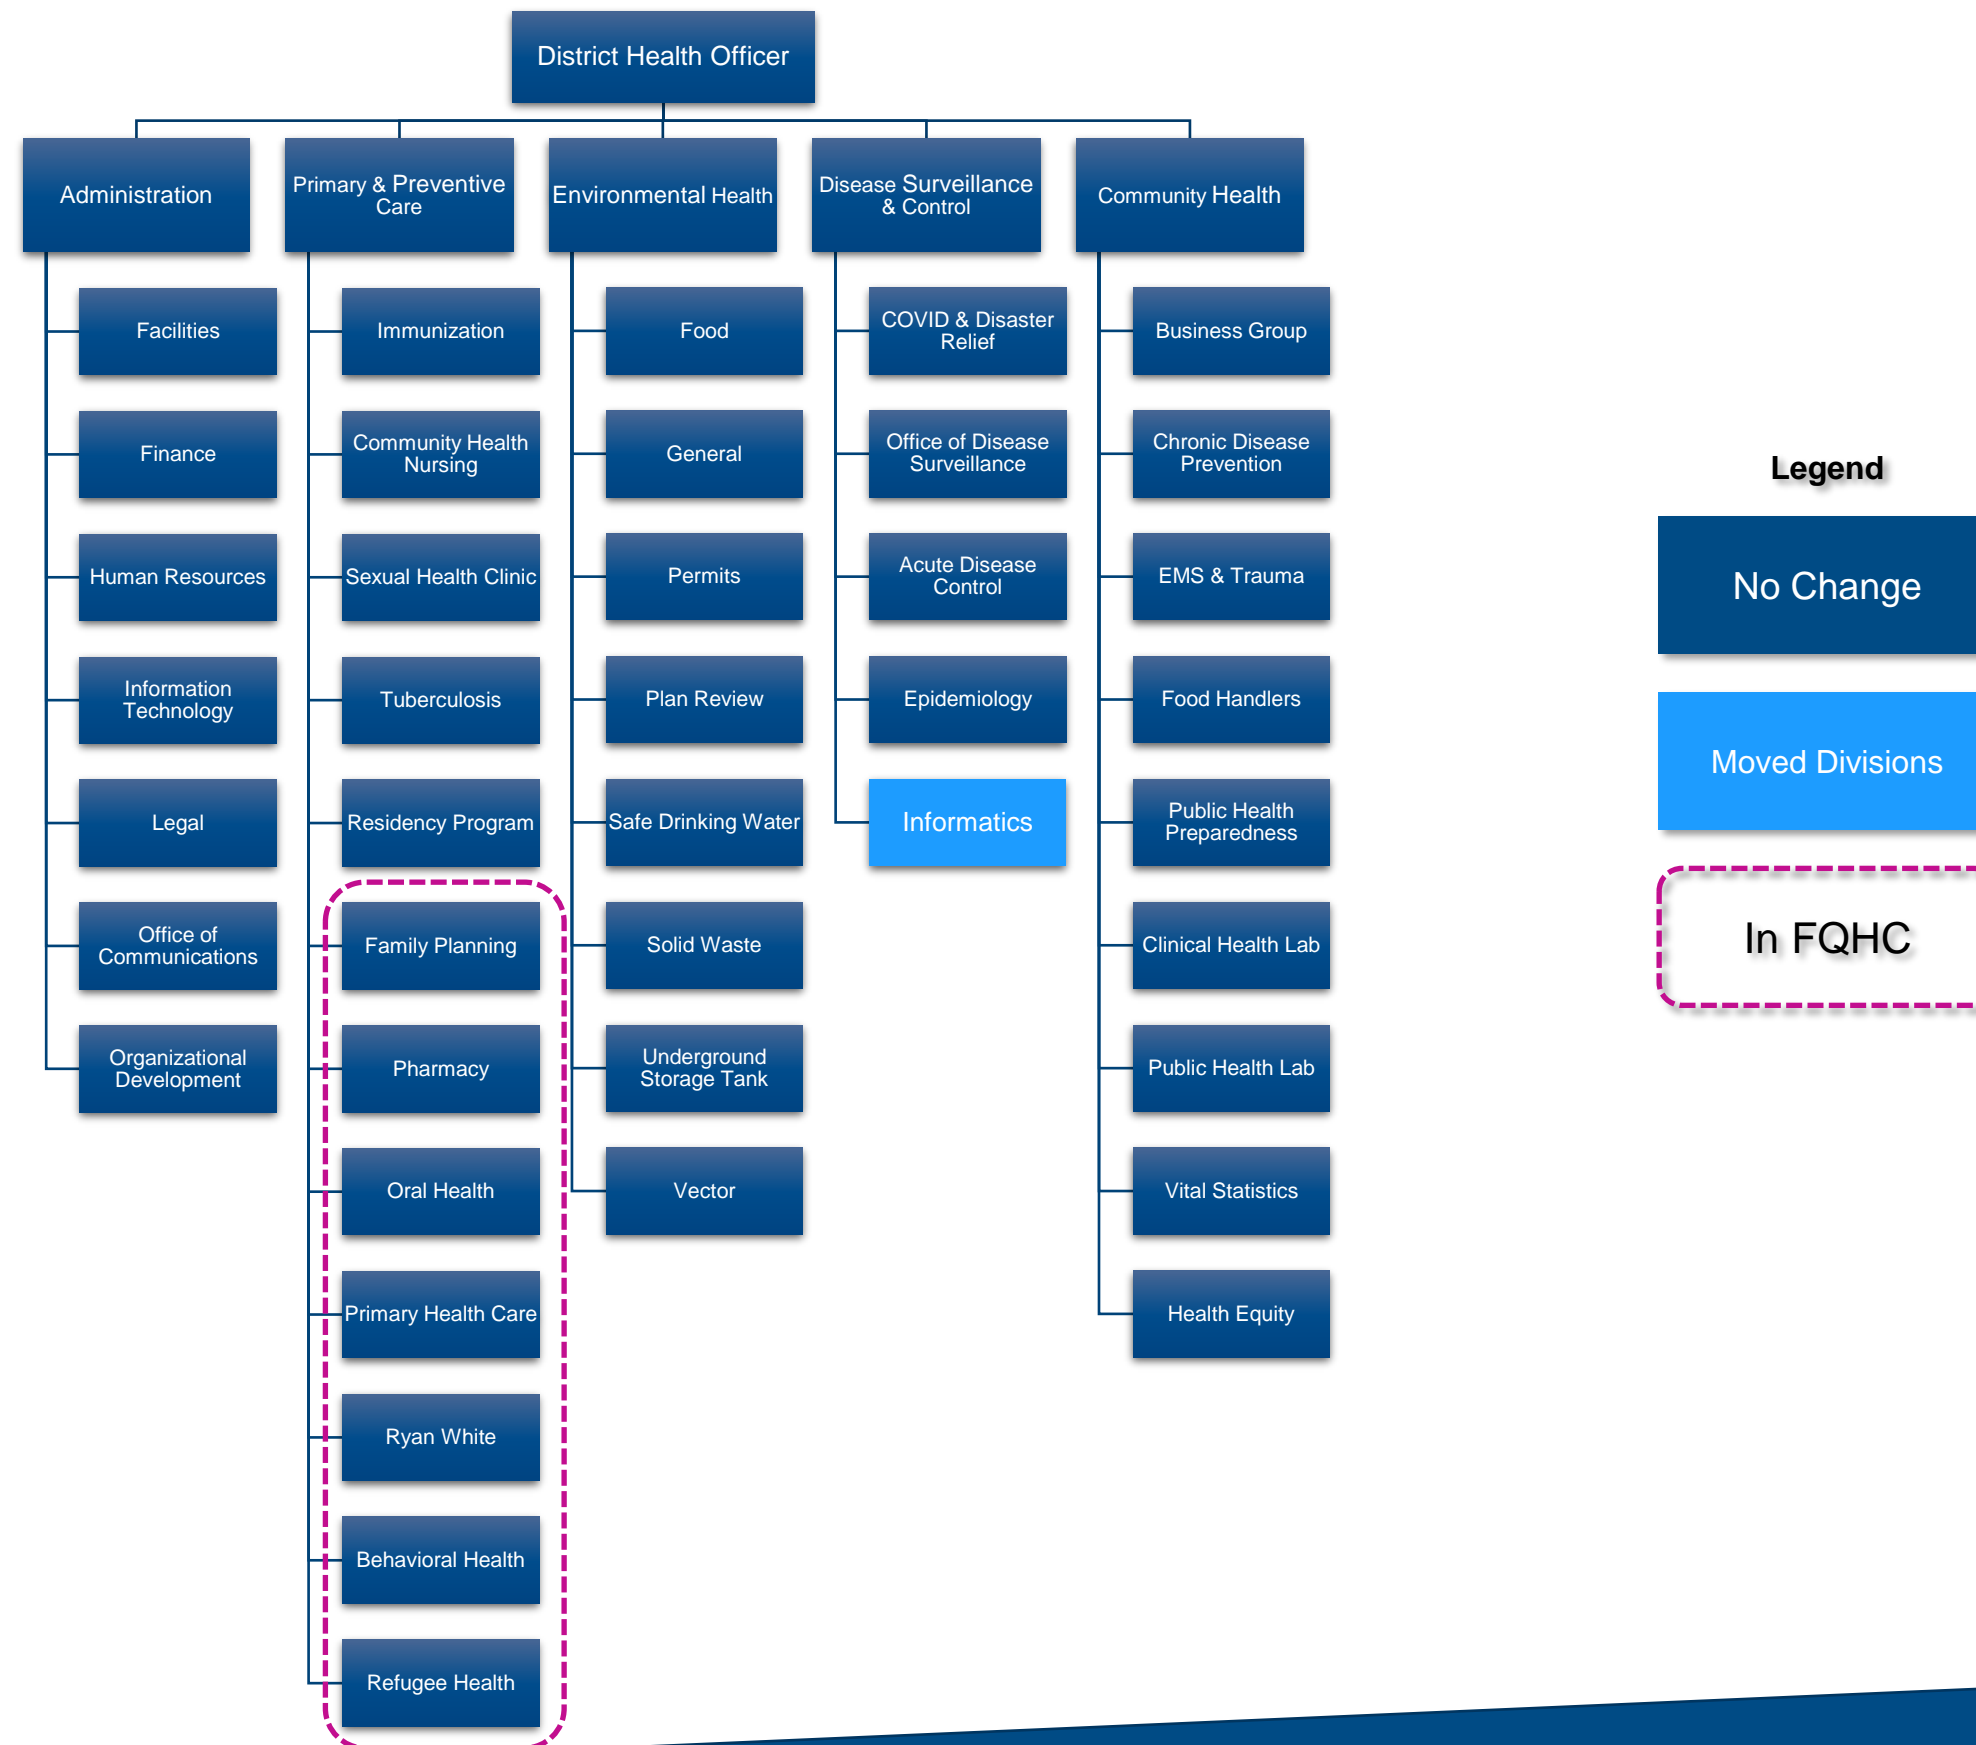 District Health Officer
Administration
Primary & Preventive
Care
Environmental Health
Disease Surveillance
& Control
Community Health
Facilities
Finance
Human Resources
Information
Technology
Legal
Office of
Communications
Organizational
Development
Immunization
Community Health
Nursing
Sexual Health Clinic
Tuberculosis
Residency Program
Family Planning
Pharmacy
Oral Health
Primary Health Care
Ryan White
Behavioral Health
Refugee Health
Food
General
Permits
Plan Review
Safe Drinking Water
Solid Waste
Underground
Storage Tank
Vector
COVID & Disaster
Relief
Office of Disease
Surveillance
Acute Disease
Control
Epidemiology
Informatics
Business Group
Chronic Disease
Prevention
EMS & Trauma
Food Handlers
Public Health
Preparedness
Clinical Health Lab
Public Health Lab
Vital Statistics
Health Equity
Legend
No Change
Moved Divisions
In FQHC